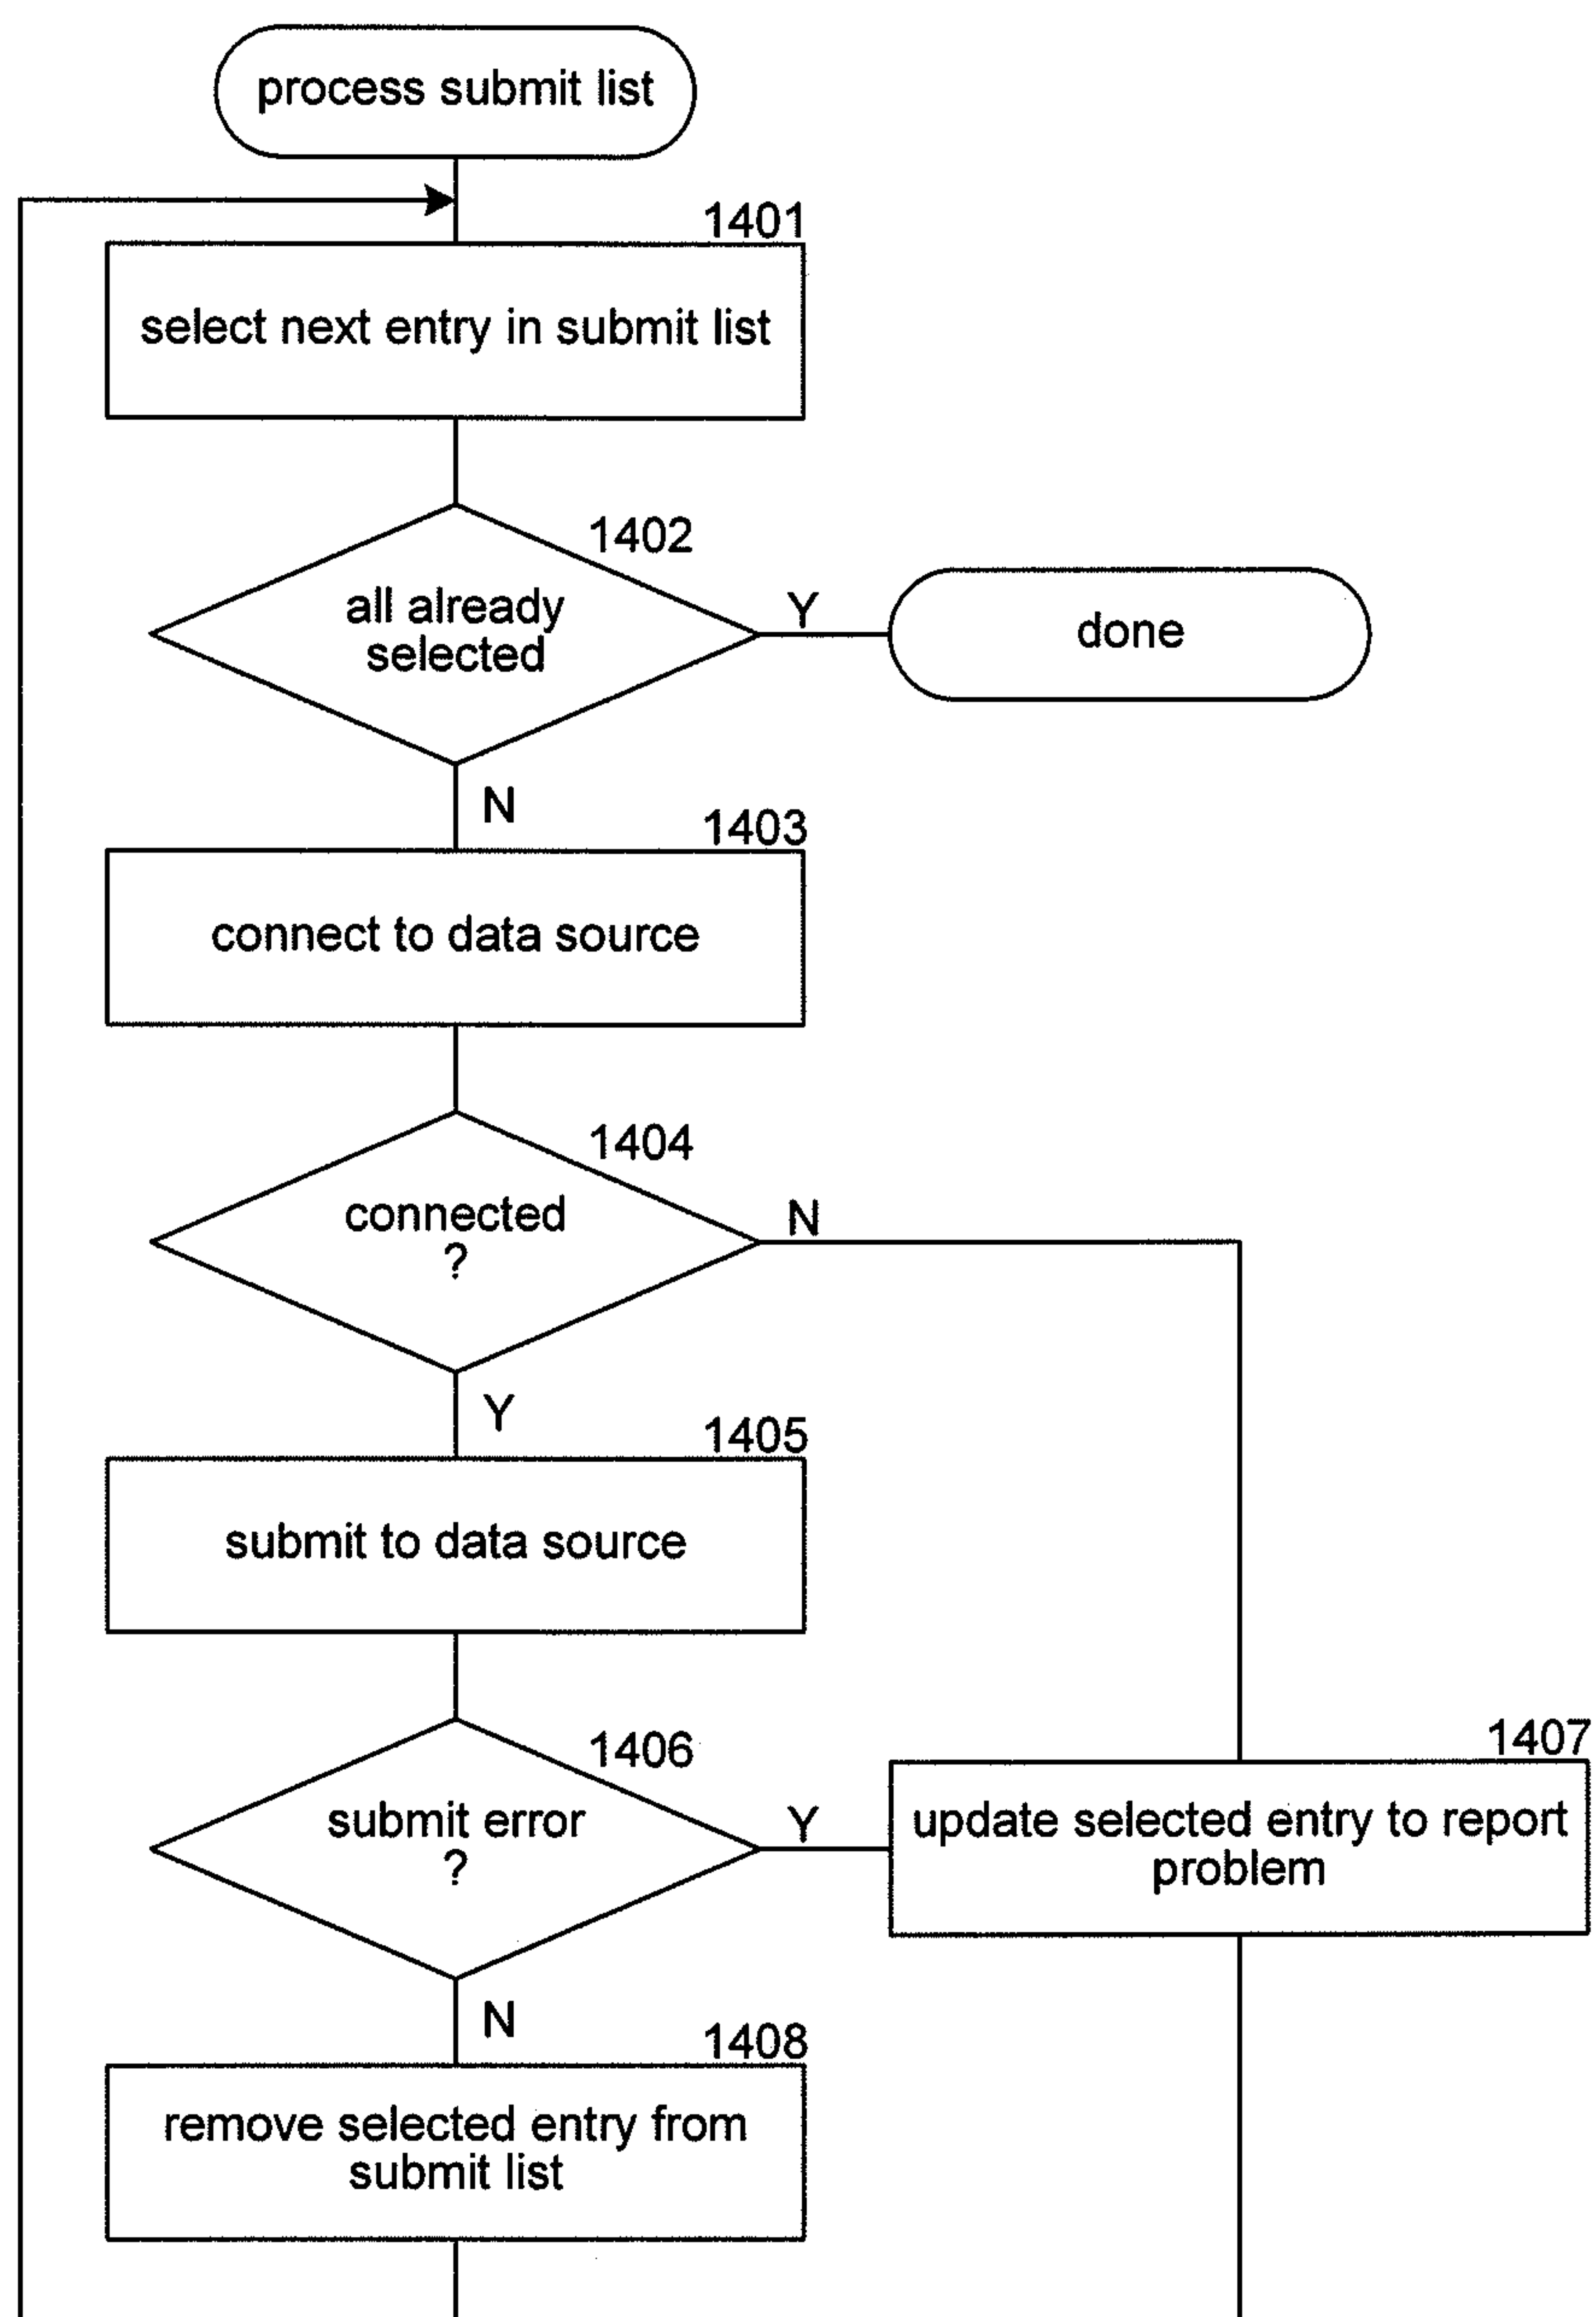 process submit list
1401
select next entry in submit list
1402
all already
selected
Y
done
N
1403
connect to data source
1404
connected
?
N
Y
1405
submit to data source
1406
submit error
?
Y
1407
update selected entry to report
problem
N
1408
remove selected entry from
submit list